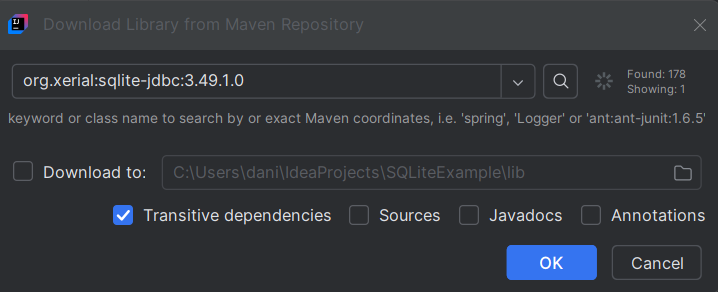 Download Library from Maven Repository
org.xerial:sqlite-jdbc:3.49.1.0
Found: 178
Showing: 1
keyword or class name to search by or exact Maven coordinates, i.e. 'spring', 'Logger' or 'ant:ant-junit:1.6.5'
Download to: C:\Users\dani\IdeaProjects\SQLiteExample\lib
Transitive dependencies Sources Javadocs Annotations
OK Cancel